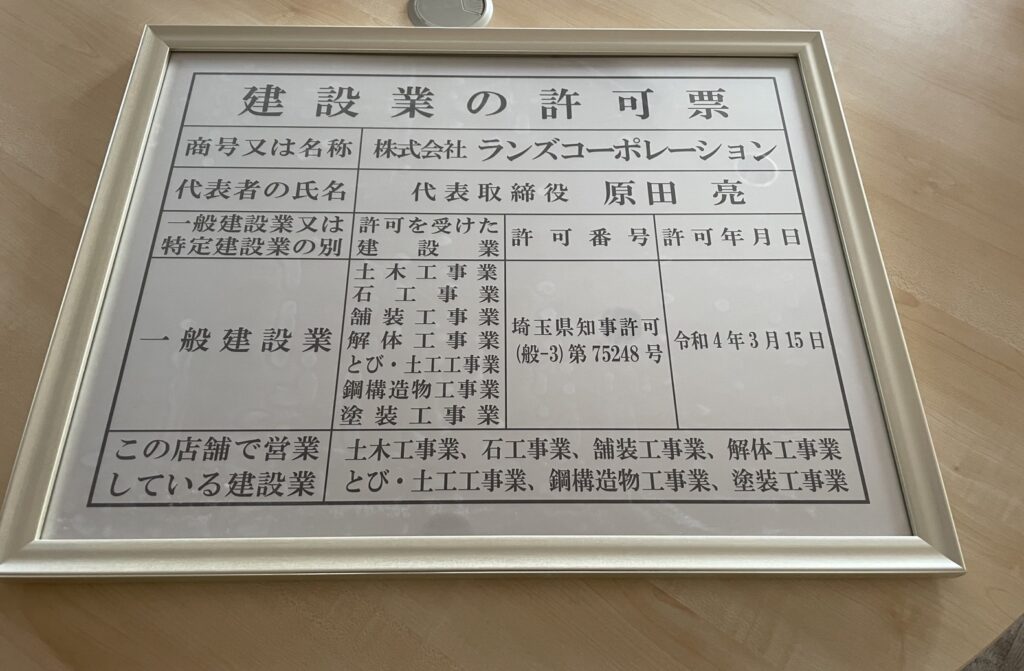 建設業の許可票
商号又は名称 株式会社 ランズコーポレーション
代表者の氏名 代表取締役 原田 亮
一般建設業又は
特定建設業の別
許可を受けた
建設業
許可番号
許可年月日
一般建設業
土木工事業
石工事業
舗装工事業
解体工事業
とび・土工工事業
鋼構造物工事業
塗装工事業
埼玉県知事許可
(般-3)第75248号
令和4年3月15日
この店舗で営業
している建設業
土木工事業、石工事業、舗装工事業、解体工事業
とび・土工工事業、鋼構造物工事業、塗装工事業